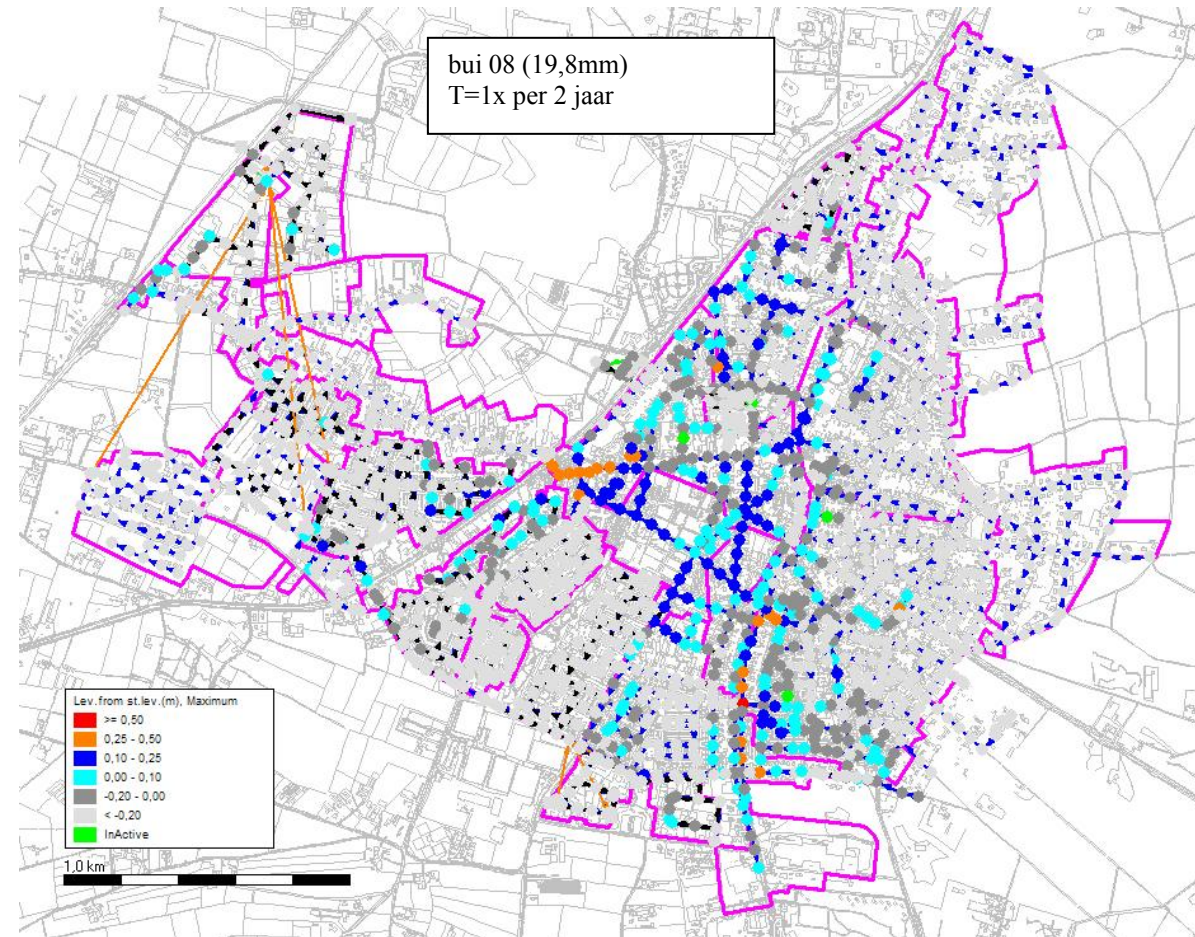 bui 08 (19,8mm)
T=1x per 2 jaar
Lev.from st.lev.(m), Maximum
>= 0,50
0,25 - 0,50
0,10 - 0,25
0,00 - 0,10
-0,20 - 0,00
< -0,20
InActive
1,0 km